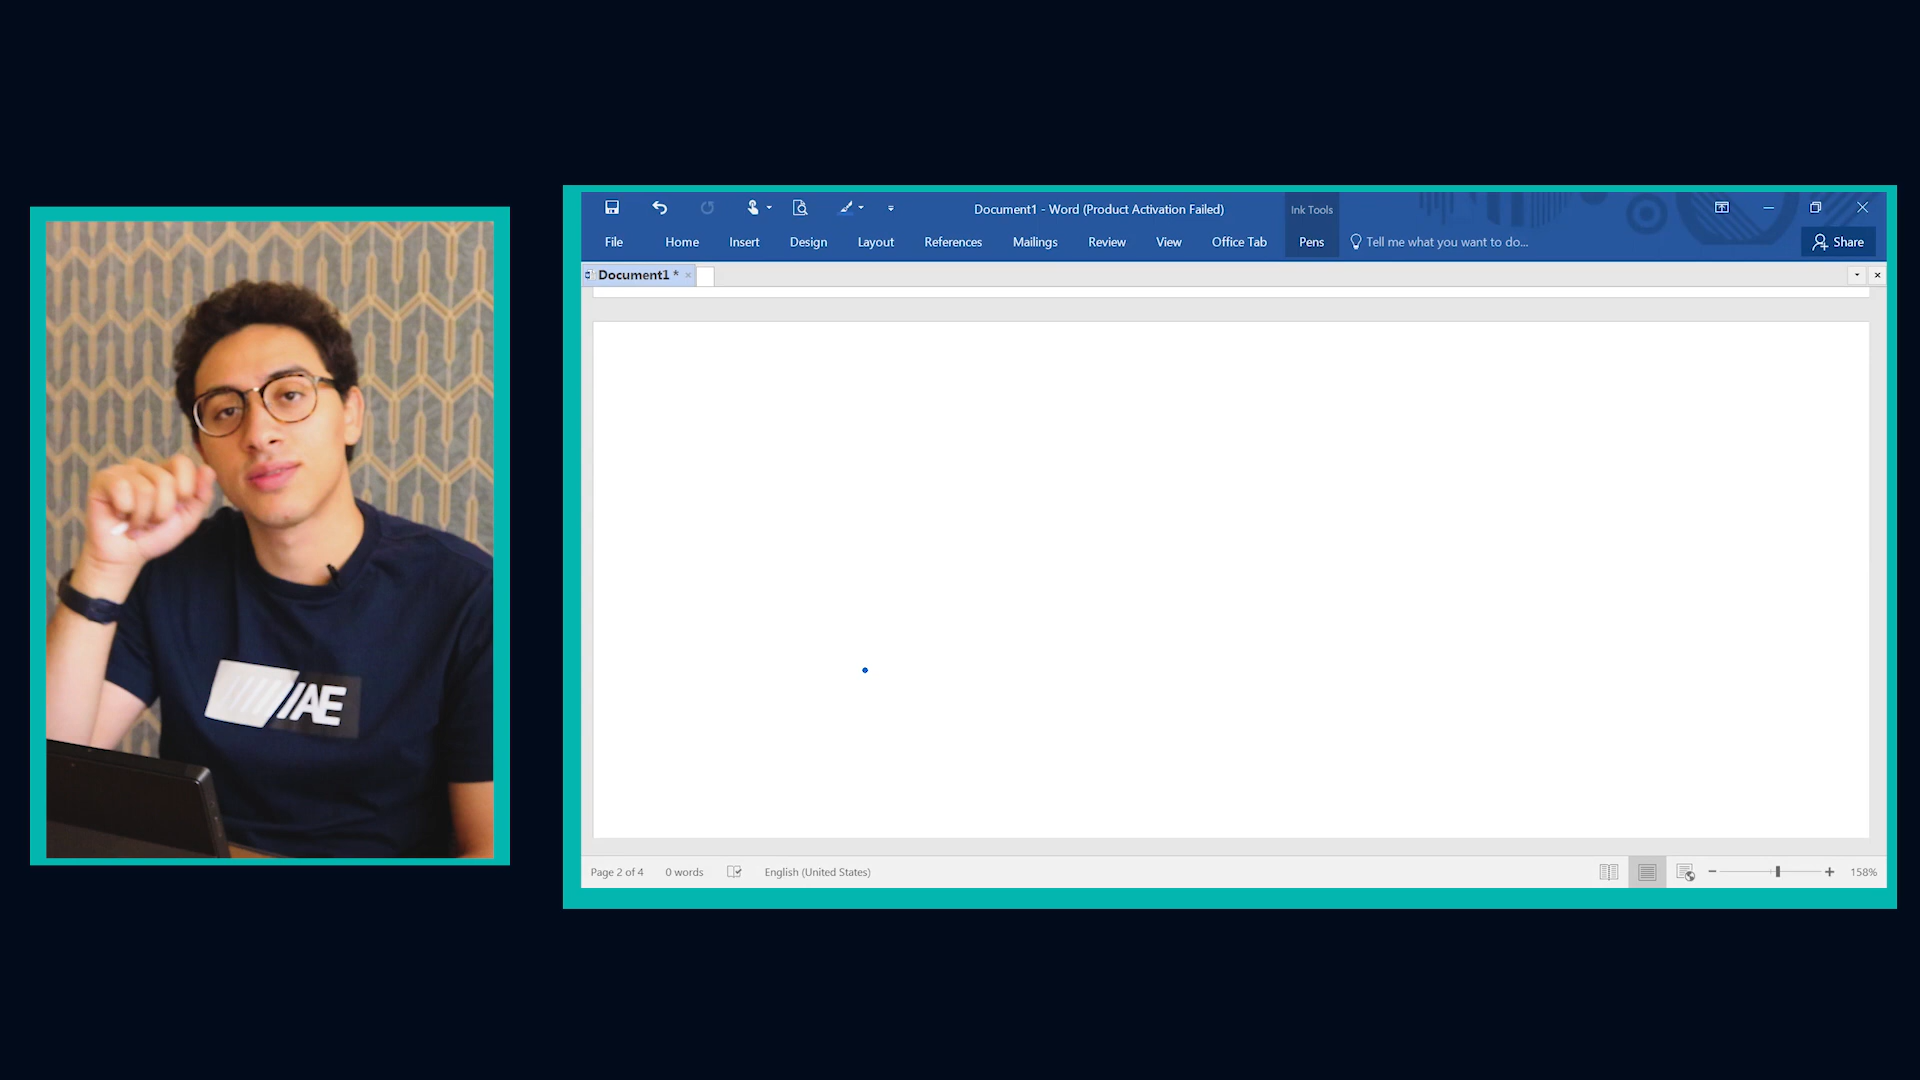 Document1 - Word (Product Activation Failed)
Ink Tools
File Home Insert Design Layout References Mailings Review View Office Tab Pens Tell me what you want to do... Share
Document1 *
AE
Page 2 of 4 0 words English (United States) 158%